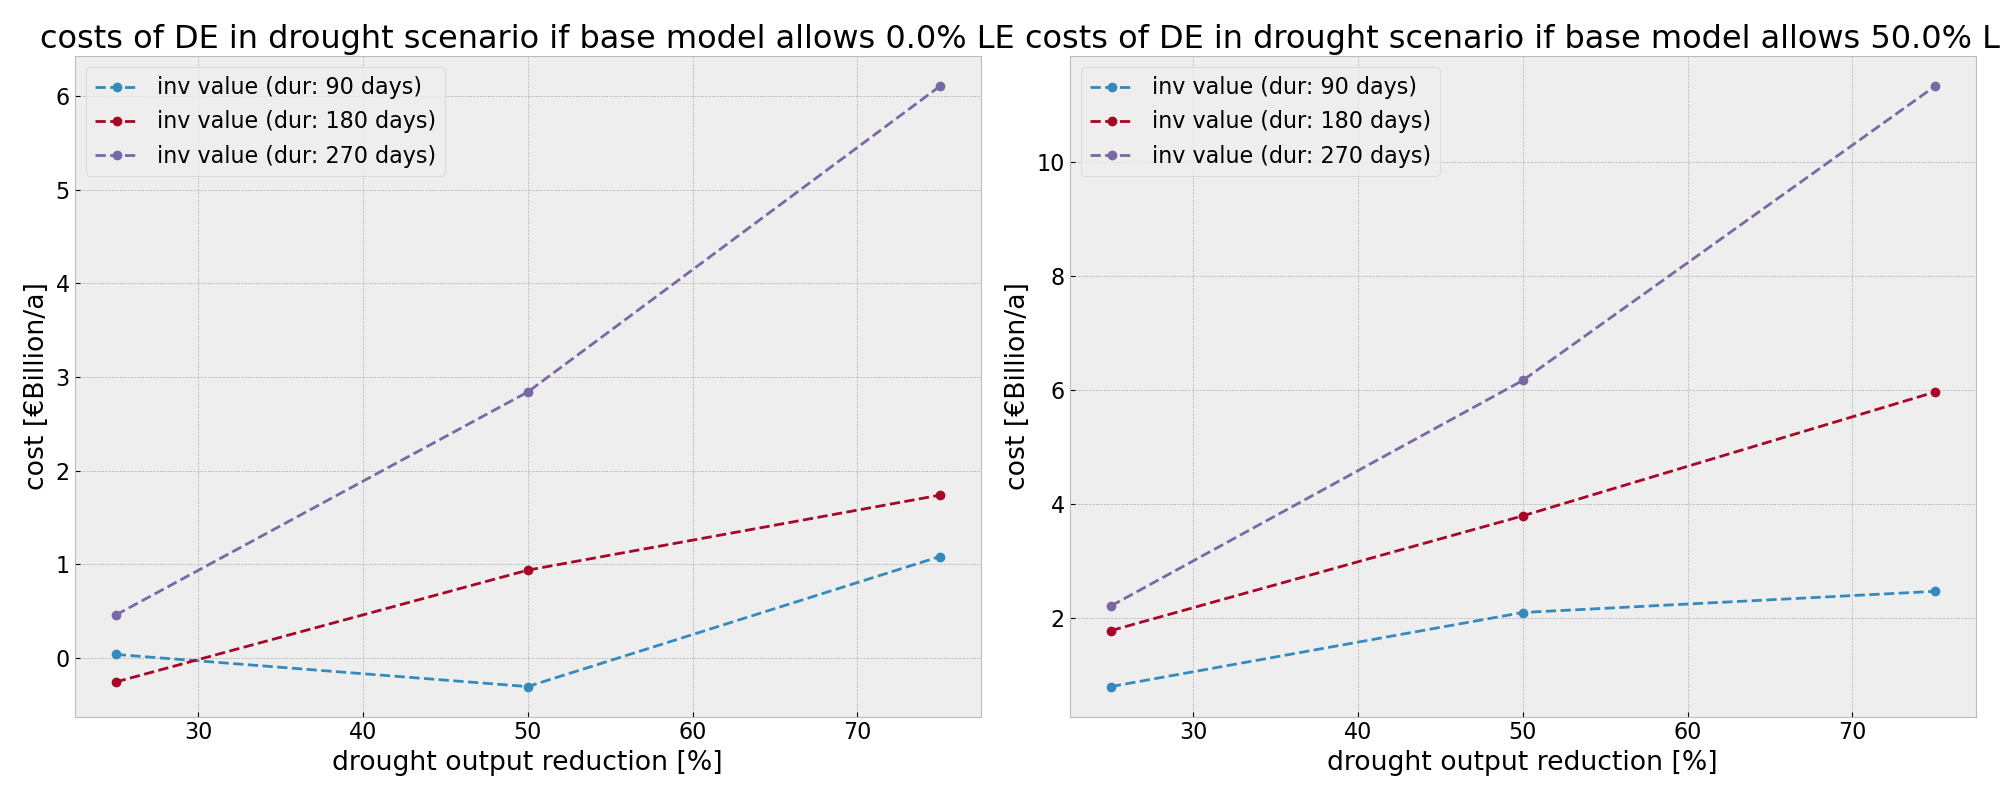 costs of DE in drought scenario if base model allows 0.0% LE
inv value (dur: 90 days)
inv value (dur: 180 days)
inv value (dur: 270 days)
6
5
4
3
2
1
0
cost [€Billion/a]
30 40 50 60 70
drought output reduction [%]
costs of DE in drought scenario if base model allows 50.0% L
inv value (dur: 90 days)
inv value (dur: 180 days)
inv value (dur: 270 days)
10
8
6
4
2
cost [€Billion/a]
30 40 50 60 70
drought output reduction [%]